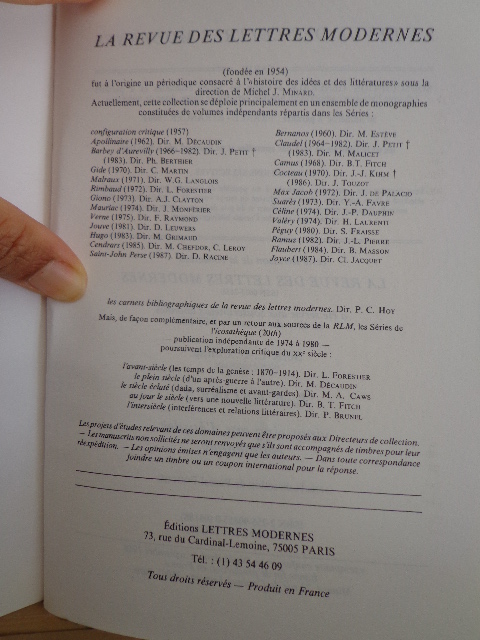 LA REVUE DES LETTRES MODERNES
(fondée en 1954)
fut à l'origine un périodique consacré à l'«histoire des idées et des littératures» sous la
direction de Michel J. MINARD.
Actuellement, cette collection se déploie principalement en un ensemble de monographies
constituées de volumes indépendants répartis dans les Séries :
configuration critique (1957)
Apollinaire (1962). Dir. M. DÉCAUDIN
Barbey d'Aurevilly (1966–1982). Dir. J. PETIT †
(1983). Dir. Ph. BERTHIER
Gide (1970). Dir. C. MARTIN
Malraux (1971). Dir. W.G. LANGLOIS
Rimbaud (1972). Dir. L. FORESTIER
Giono (1973). Dir. A.J. CLAYTON
Mauriac (1974). Dir. J. MONFÉRIER
Verne (1975). Dir. F. RAYMOND
Jouve (1981). Dir. D. LEUWERS
Hugo (1983). Dir. M. GRIMAUD
Cendrars (1985). Dir. M. CHEFDOR, C. LEROY
Saint-John Perse (1987). Dir. D. RACINE
Bernanos (1960). Dir. M. ESTÈVE
Claudel (1964–1982). Dir. J. PETIT †
(1983). Dir. M. MALICET
Camus (1968). Dir. B.T. FITCH
Cocteau (1970). Dir. J.-J. KIHM †
(1986). Dir. J. TOUZOT
Max Jacob (1972). Dir. J. DE PALACIO
Suarès (1973). Dir. Y.-A. FAVRE
Céline (1974). Dir. J.-P. DAUPHIN
Valéry (1974). Dir. H. LAURENTI
Péguy (1980). Dir. S. FRAISSE
Ramuz (1982). Dir. J.-L. PIERRE
Flaubert (1984). Dir. B. MASSON
Joyce (1987). Dir. Cl. JACQUET
les carnets bibliographiques de la revue des lettres modernes. Dir. P. C. HOY
Mais, de façon complémentaire, et par un retour aux sources de la RLM, les Séries de
l'icosathèque (20th)
publication indépendante de 1974 à 1980 —
poursuivent l'exploration critique du XXe siècle :
l'avant-siècle (les temps de la genèse : 1870–1914). Dir. L. FORESTIER
le plein siècle (d'un après-guerre à l'autre). Dir. M. DÉCAUDIN
le siècle éclaté (dada, surréalisme et avant-gardes). Dir. M. A. CAWS
au jour le siècle (vers une nouvelle littérature). Dir. B. T. FITCH
l'intersiècle (interférences et relations littéraires). Dir. P. BRUNEL
Les projets d'études relevant de ces domaines peuvent être proposés aux Directeurs de collection.
— Les manuscrits non sollicités ne seront renvoyés que s'ils sont accompagnés de timbres pour leur
réexpédition. — Les opinions émises n'engagent que les auteurs. — Dans toute correspondance
joindre un timbre ou un coupon international pour la réponse.
Éditions LETTRES MODERNES
73, rue du Cardinal-Lemoine, 75005 PARIS
Tél. : (1) 43 54 46 09
Tous droits réservés — Produit en France